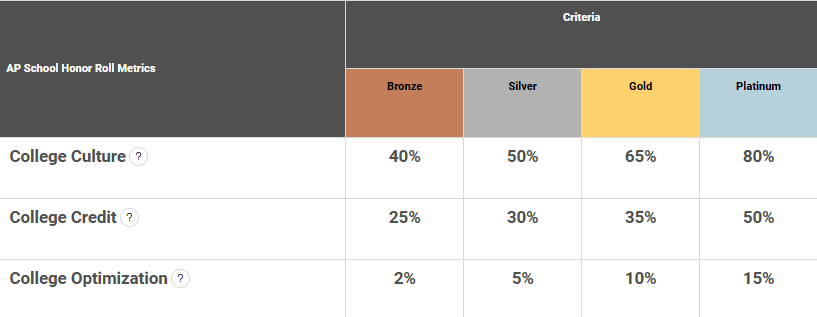 Criteria
AP School Honor Roll Metrics
Bronze Silver Gold Platinum
College Culture ? 40% 50% 65% 80%
College Credit ? 25% 30% 35% 50%
College Optimization ? 2% 5% 10% 15%